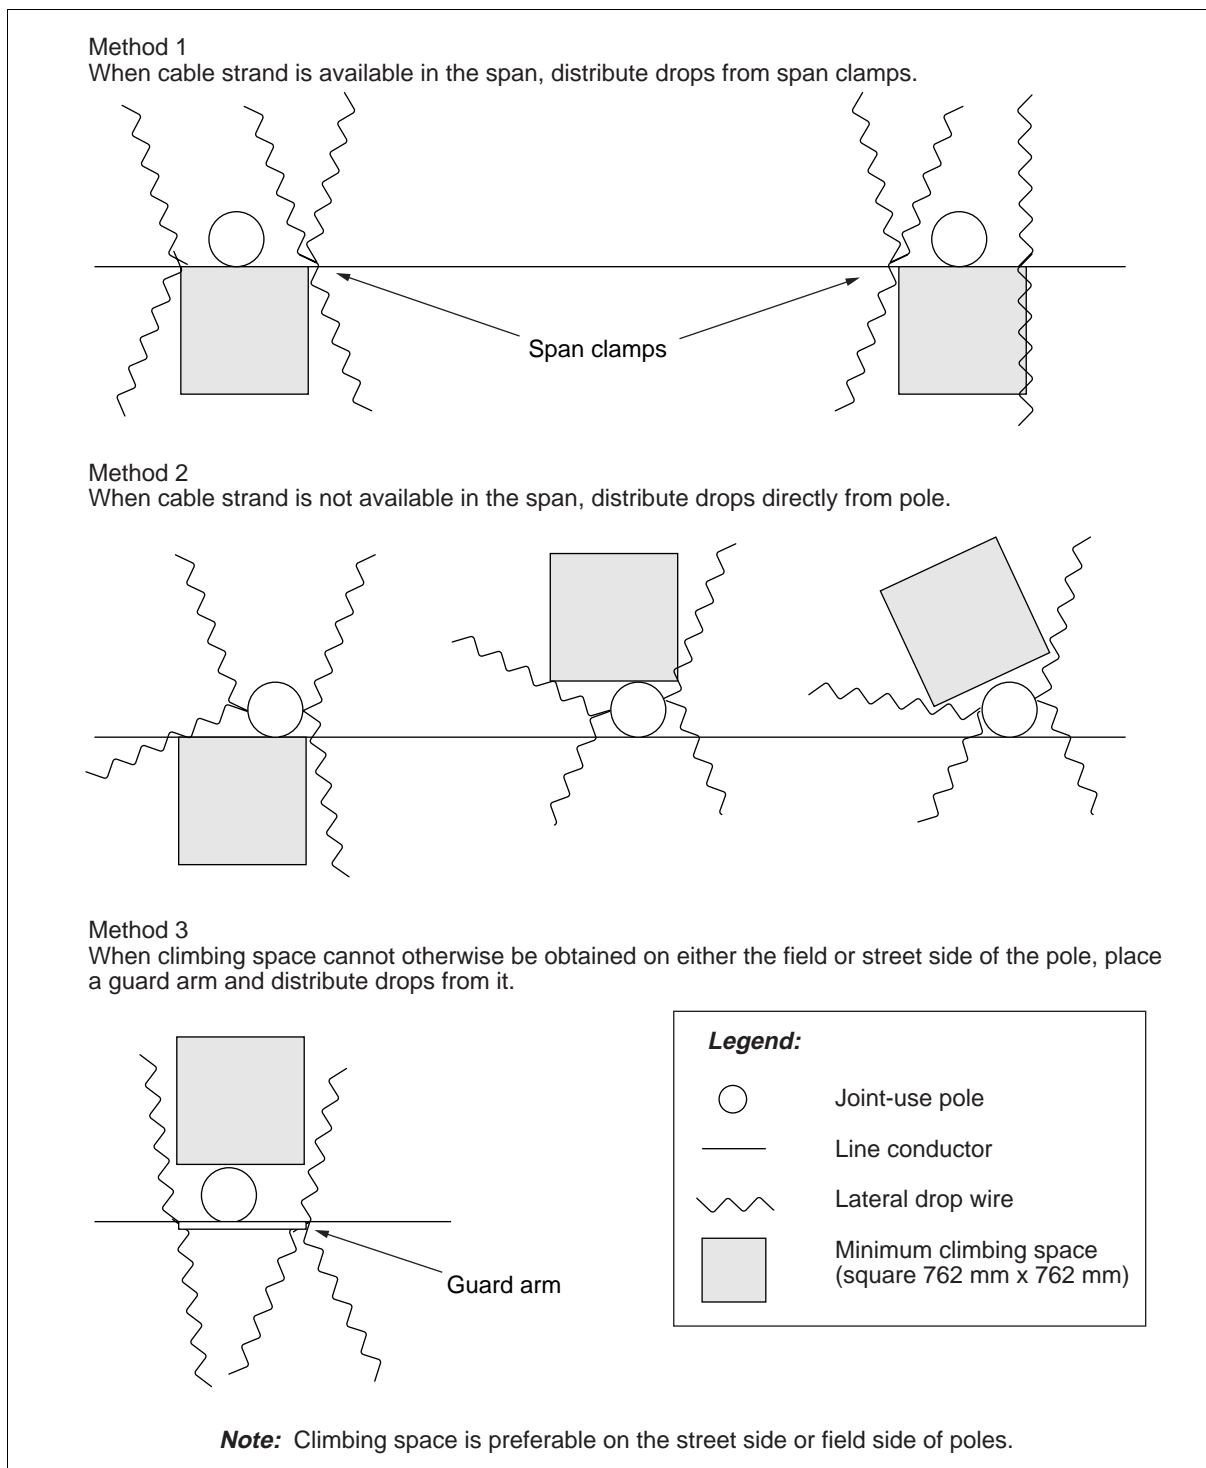 Method 1
When cable strand is available in the span, distribute drops from span clamps.
Span clamps
Method 2
When cable strand is not available in the span, distribute drops directly from pole.
Method 3
When climbing space cannot otherwise be obtained on either the field or street side of the pole, place
a guard arm and distribute drops from it.
Guard arm
Legend:
Joint-use pole
Line conductor
Lateral drop wire
Minimum climbing space
(square 762 mm x 762 mm)
Note: Climbing space is preferable on the street side or field side of poles.